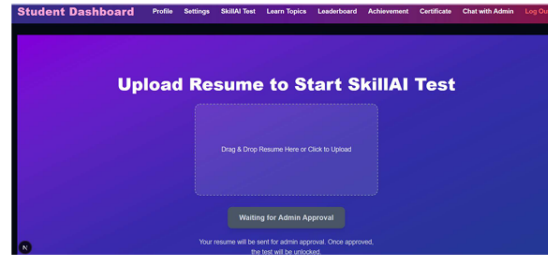 Student Dashboard Profile Settings SkillAI Test Learn Topics Leaderboard Achievement Certificate Chat with Admin Log Out
Upload Resume to Start SkillAI Test
Drag & Drop Resume Here or Click to Upload
Waiting for Admin Approval
Your resume will be sent for admin approval. Once approved,
the test will be unlocked.
N